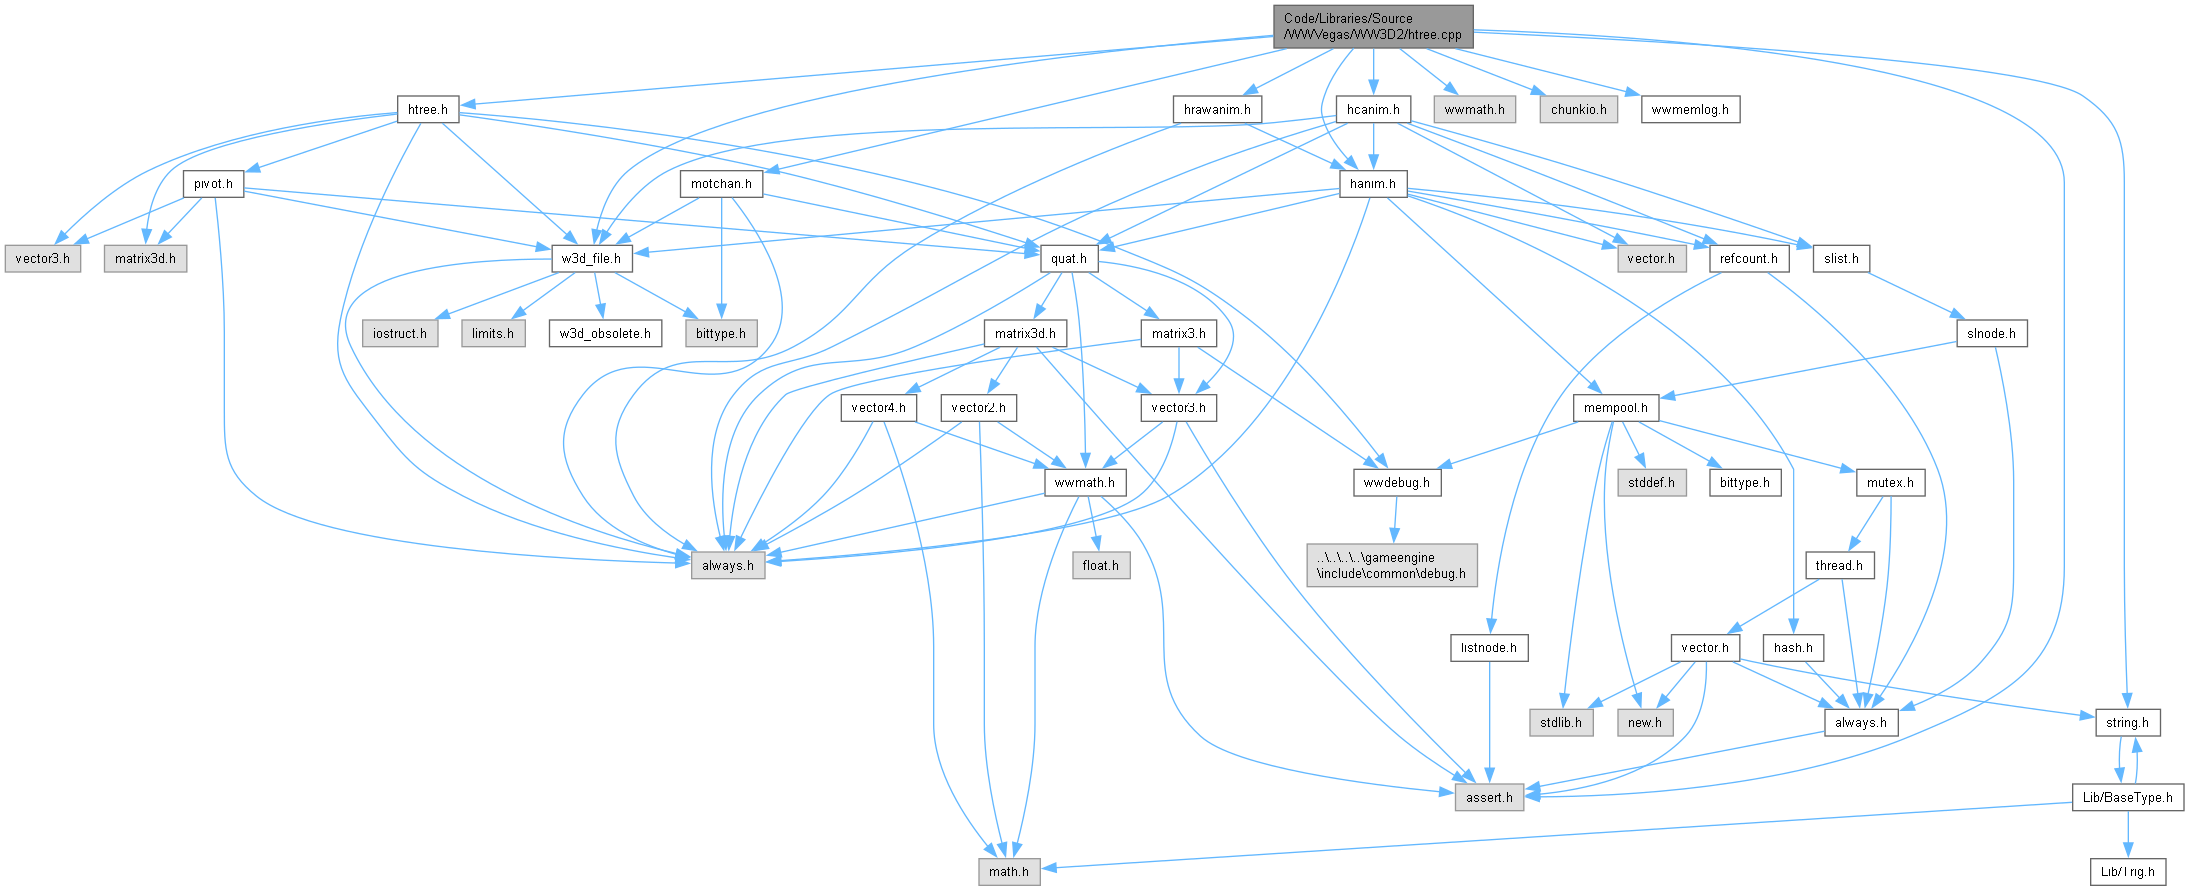 Code/Libraries/Source
/WWVegas/WW3D2/htree.cpp
htree.h
hrawanim.h
hcanim.h
wwmath.h
chunkio.h
wwmemlog.h
pivot.h
motchan.h
hanim.h
vector3.h
matrix3d.h
w3d_file.h
quat.h
vector.h
refcount.h
slist.h
iostruct.h
limits.h
w3d_obsolete.h
bittype.h
matrix3d.h
matrix3.h
slnode.h
vector4.h
vector2.h
vector3.h
mempool.h
wwmath.h
wwdebug.h
stddef.h
bittype.h
mutex.h
always.h
float.h
..\..\..\..\gameengine
\include\common\debug.h
thread.h
listnode.h
vector.h
hash.h
stdlib.h
new.h
always.h
string.h
assert.h
Lib/BaseType.h
math.h
Lib/Trig.h